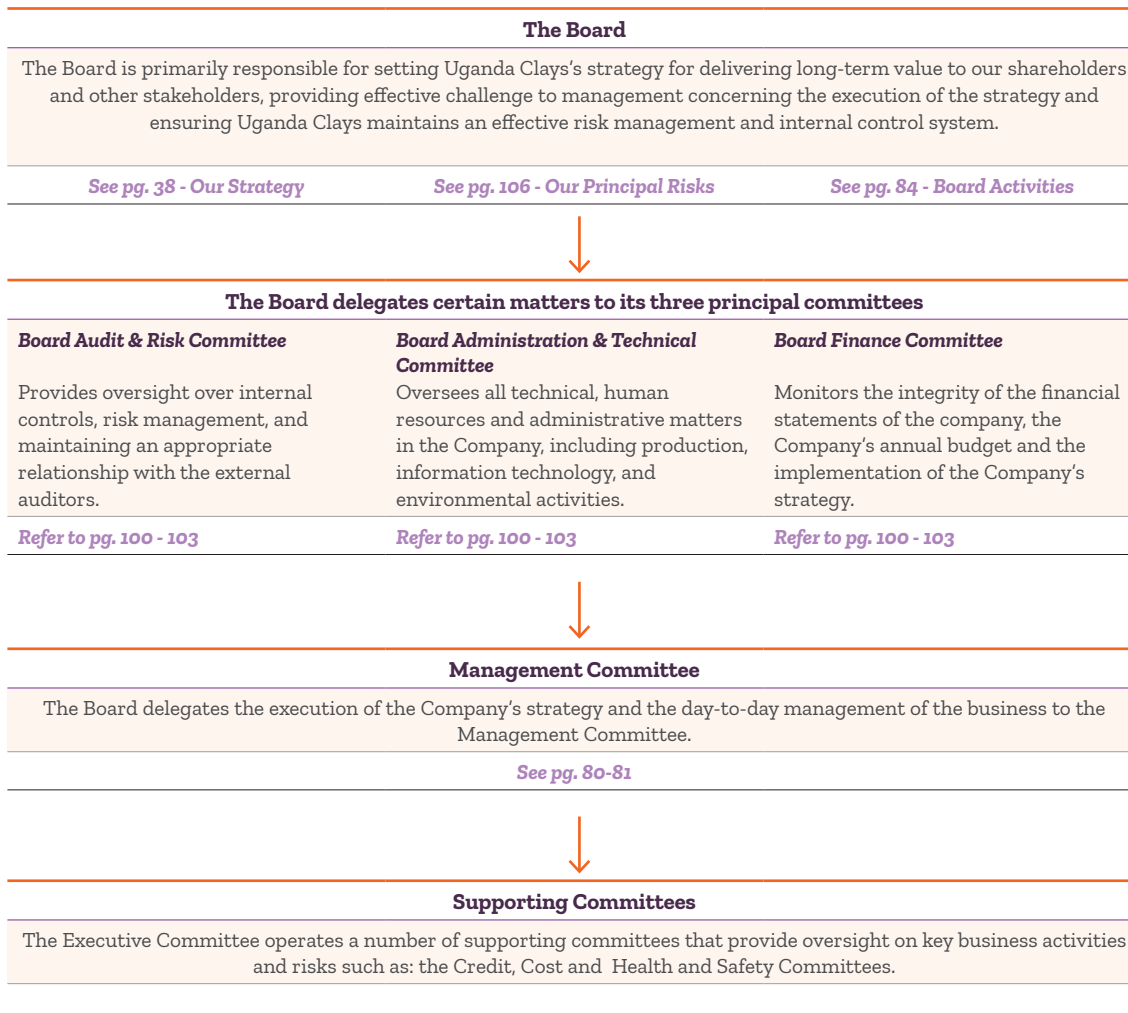 The Board
The Board is primarily responsible for setting Uganda Clays's strategy for delivering long-term value to our shareholders
and other stakeholders, providing effective challenge to management concerning the execution of the strategy and
ensuring Uganda Clays maintains an effective risk management and internal control system.
See pg. 38 - Our Strategy
See pg. 106 - Our Principal Risks
See pg. 84 - Board Activities
The Board delegates certain matters to its three principal committees
Board Audit & Risk Committee
Provides oversight over internal
controls, risk management, and
maintaining an appropriate
relationship with the external
auditors.
Refer to pg. 100 - 103
Board Administration & Technical
Committee
Oversees all technical, human
resources and administrative matters
in the Company, including production,
information technology, and
environmental activities.
Refer to pg. 100 - 103
Board Finance Committee
Monitors the integrity of the financial
statements of the company, the
Company's annual budget and the
implementation of the Company's
strategy.
Refer to pg. 100 - 103
Management Committee
The Board delegates the execution of the Company's strategy and the day-to-day management of the business to the
Management Committee.
See pg. 80-81
Supporting Committees
The Executive Committee operates a number of supporting committees that provide oversight on key business activities
and risks such as: the Credit, Cost and Health and Safety Committees.